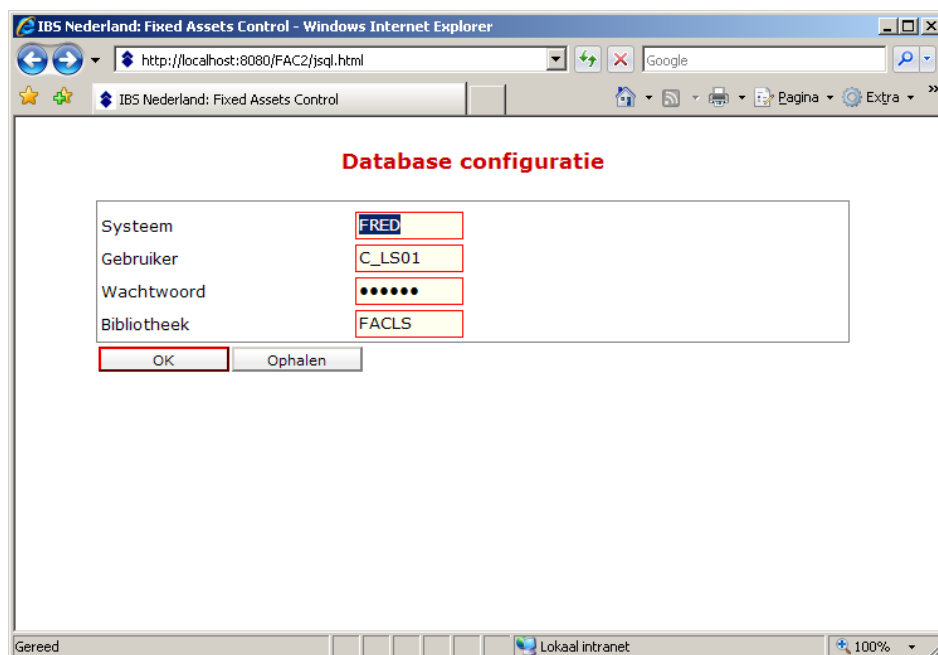 IBS Nederland: Fixed Assets Control - Windows Internet Explorer
http://localhost:8080/FAC2/jsql.html
Google
IBS Nederland: Fixed Assets Control
Pagina
Extra
Database configuratie
Systeem FRED
Gebruiker C_LS01
Wachtwoord ••••••
Bibliotheek FACLS
OK Ophalen
Gereed Lokaal intranet 100%